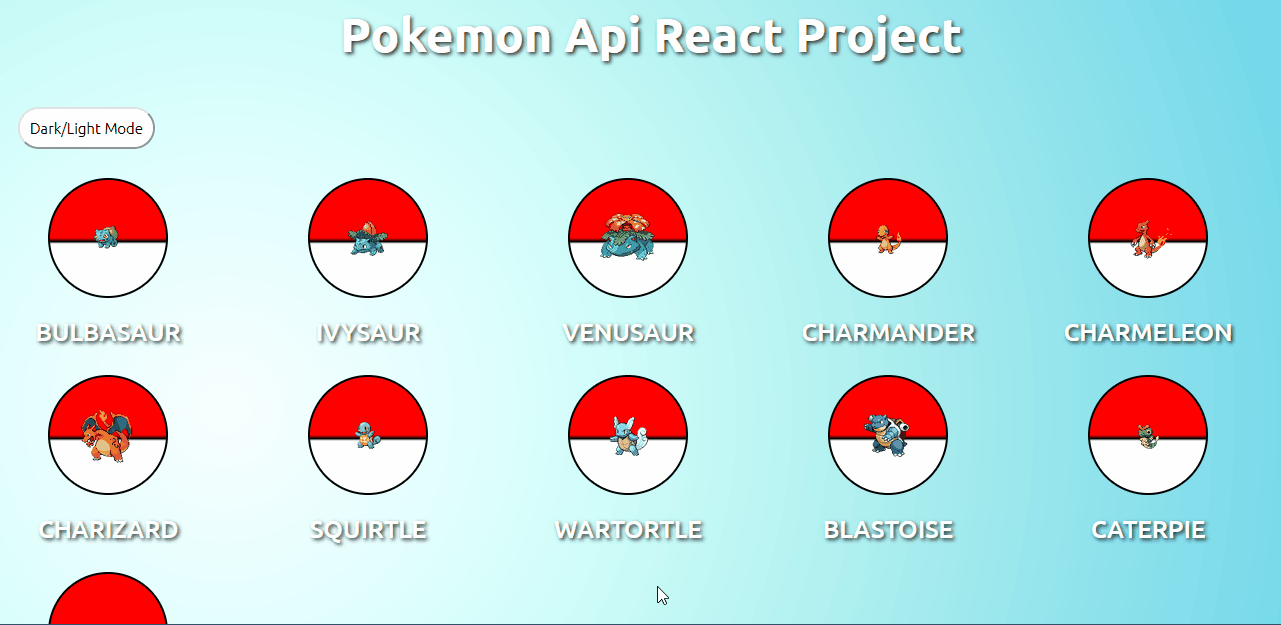 Pokemon Api React Project
Dark/Light Mode
BULBASAUR IVYSAUR VENUSAUR CHARMANDER CHARMELEON
CHARIZARD SQUIRTLE WARTORTLE BLASTOISE CATERPIE